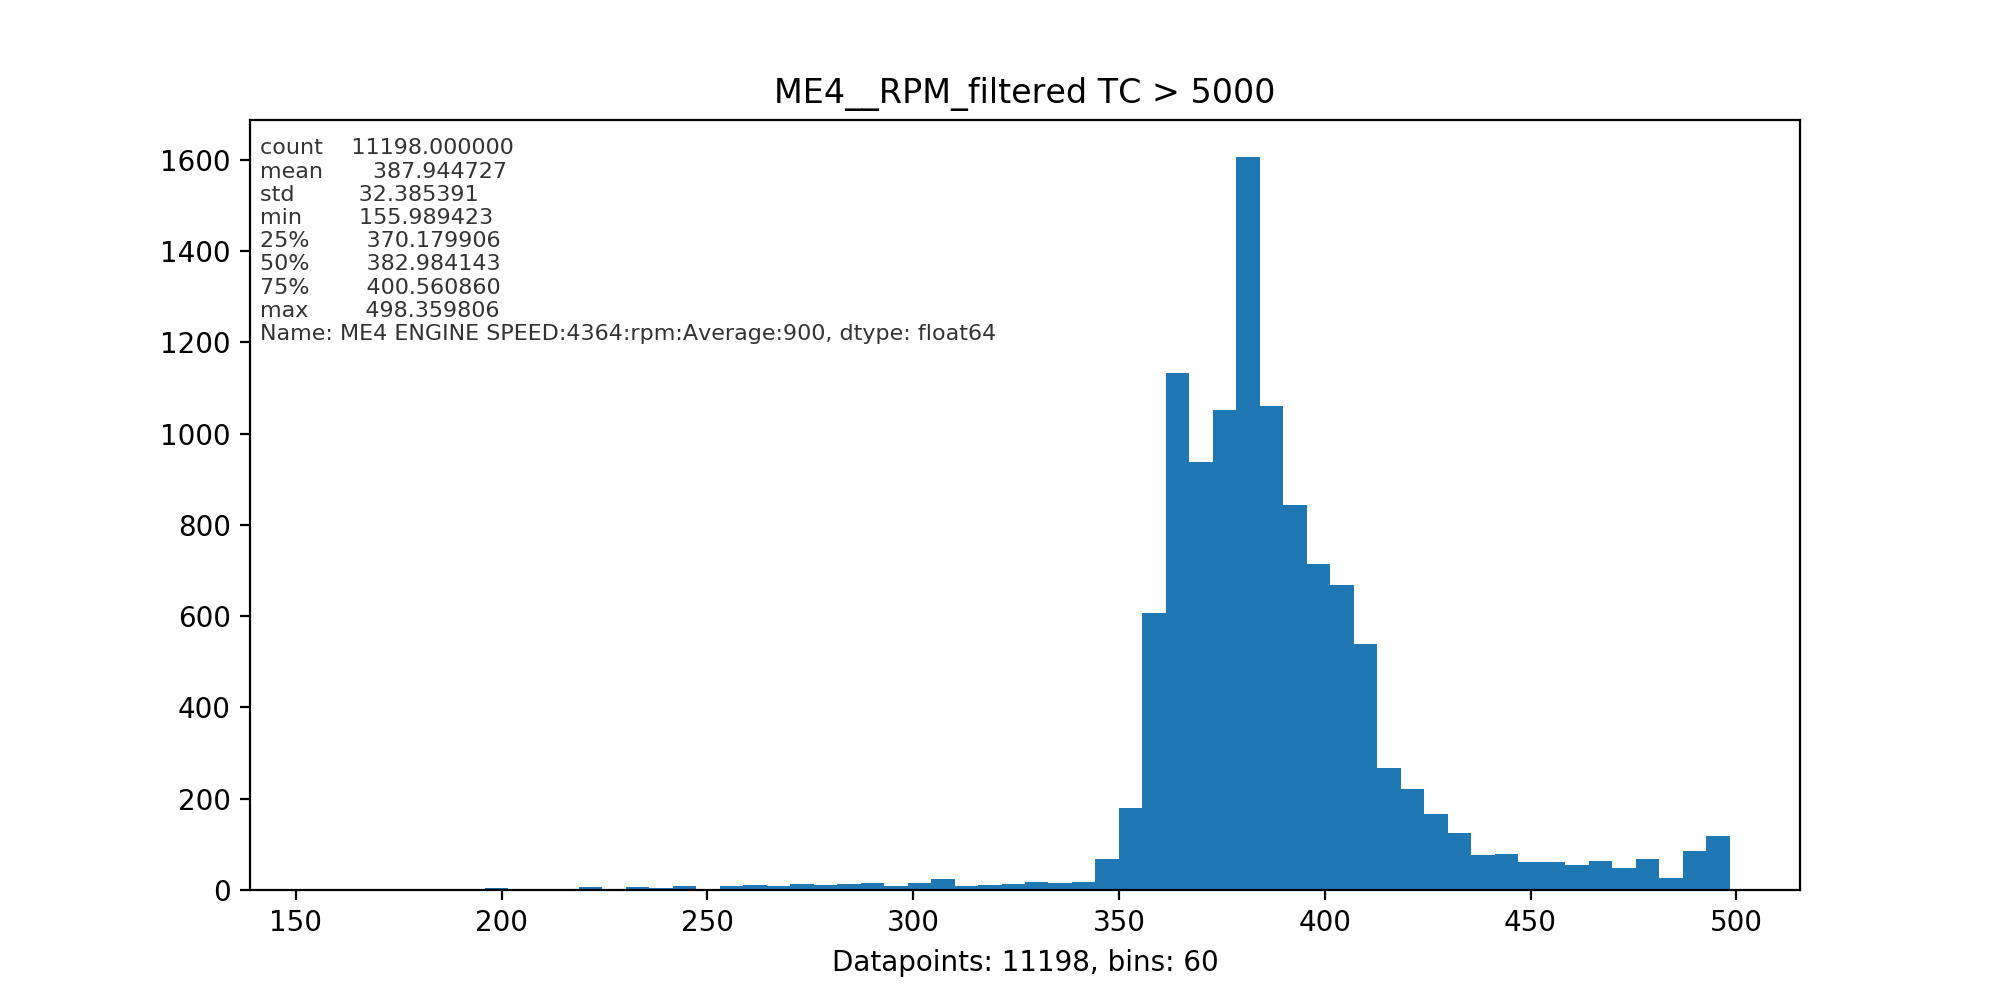 ME4__RPM_filtered TC > 5000
count 11198.000000
mean 387.944727
std 32.385391
min 155.989423
25% 370.179906
50% 382.984143
75% 400.560860
max 498.359806
Name: ME4 ENGINE SPEED:4364:rpm:Average:900, dtype: float64
1600
1400
1200
1000
800
600
400
200
0
150 200 250 300 350 400 450 500
Datapoints: 11198, bins: 60